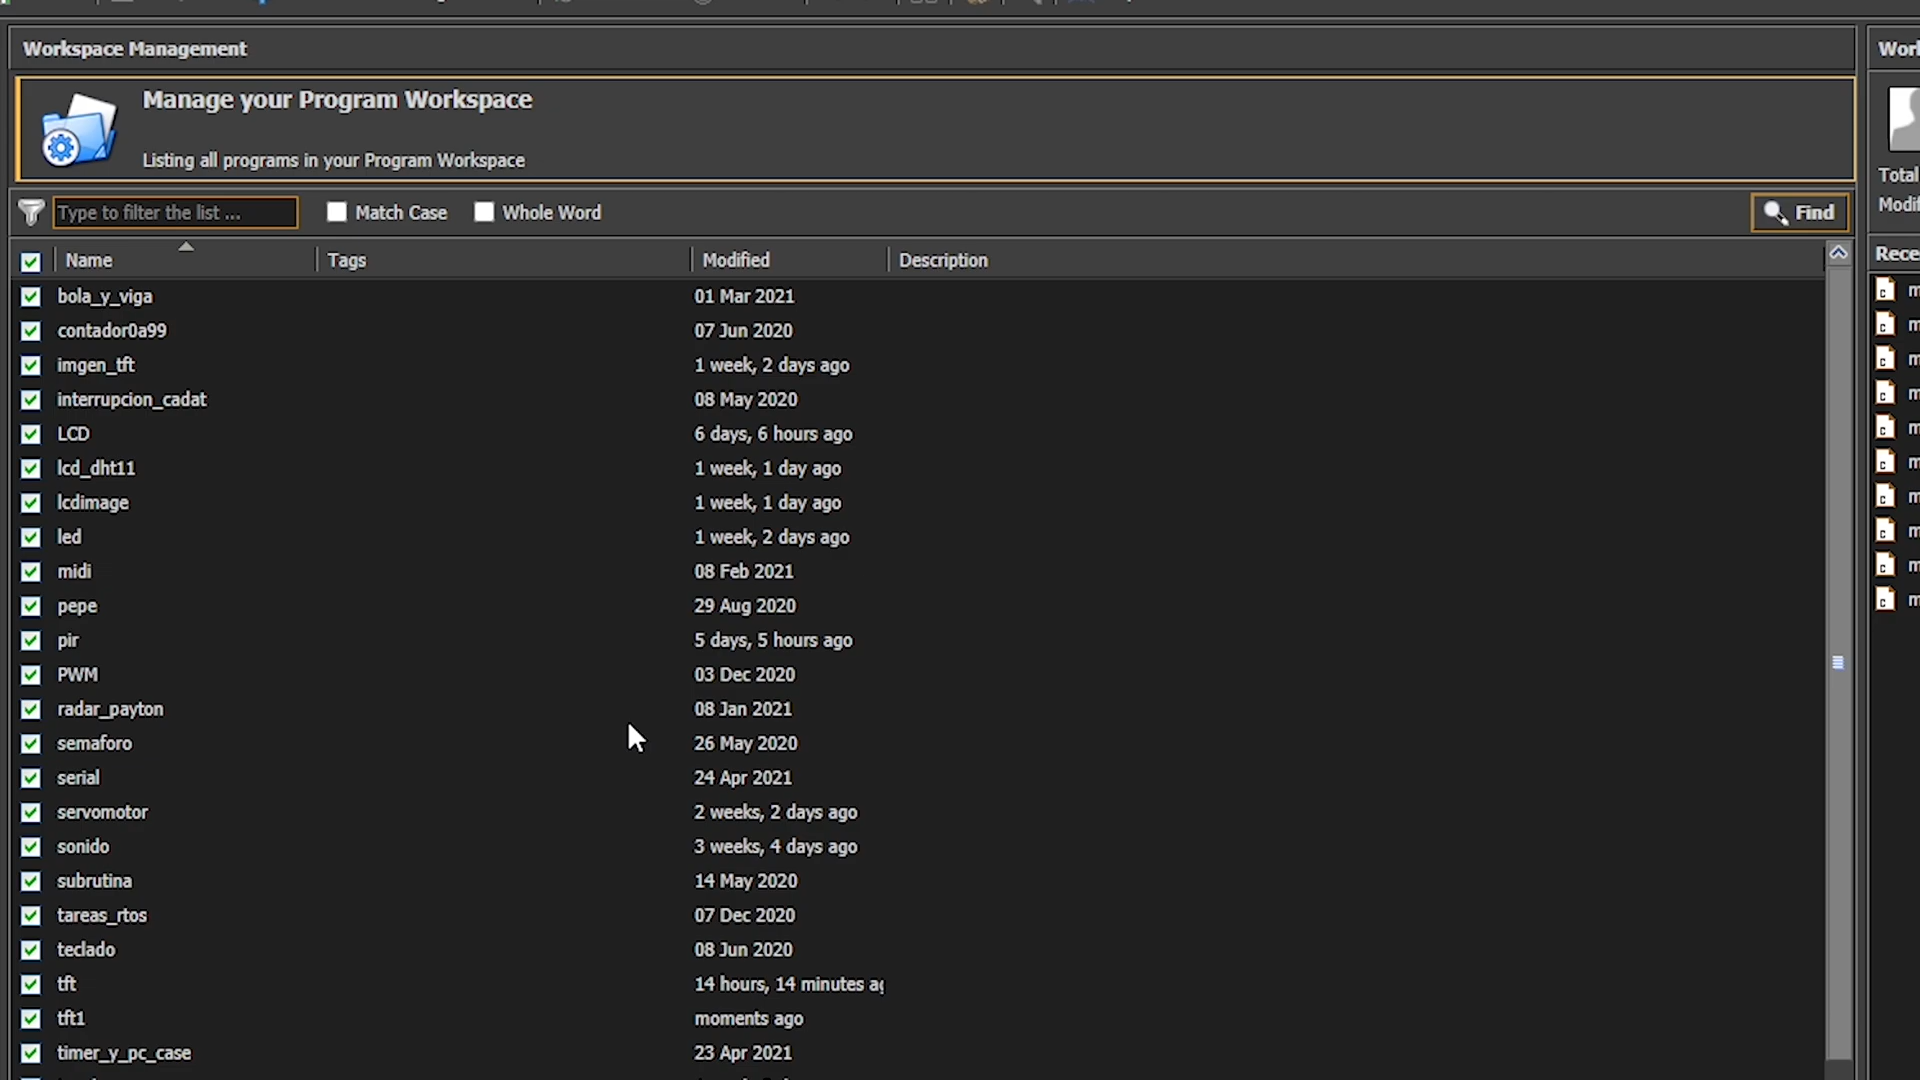 Workspace Management
Manage your Program Workspace
Listing all programs in your Program Workspace
Type to filter the list ...
Match Case
Whole Word
Find
Name Tags Modified Description
bola_y_viga 01 Mar 2021
contador0a99 07 Jun 2020
imgen_tft 1 week, 2 days ago
interrupcion_cadat 08 May 2020
LCD 6 days, 6 hours ago
lcd_dht11 1 week, 1 day ago
lcdimage 1 week, 1 day ago
led 1 week, 2 days ago
midi 08 Feb 2021
pepe 29 Aug 2020
pir 5 days, 5 hours ago
PWM 03 Dec 2020
radar_payton 08 Jan 2021
semaforo 26 May 2020
serial 24 Apr 2021
servomotor 2 weeks, 2 days ago
sonido 3 weeks, 4 days ago
subrutina 14 May 2020
tareas_rtos 07 Dec 2020
teclado 08 Jun 2020
tft 14 hours, 14 minutes
tft1 moments ago
timer_y_pc_case 23 Apr 2021
Total